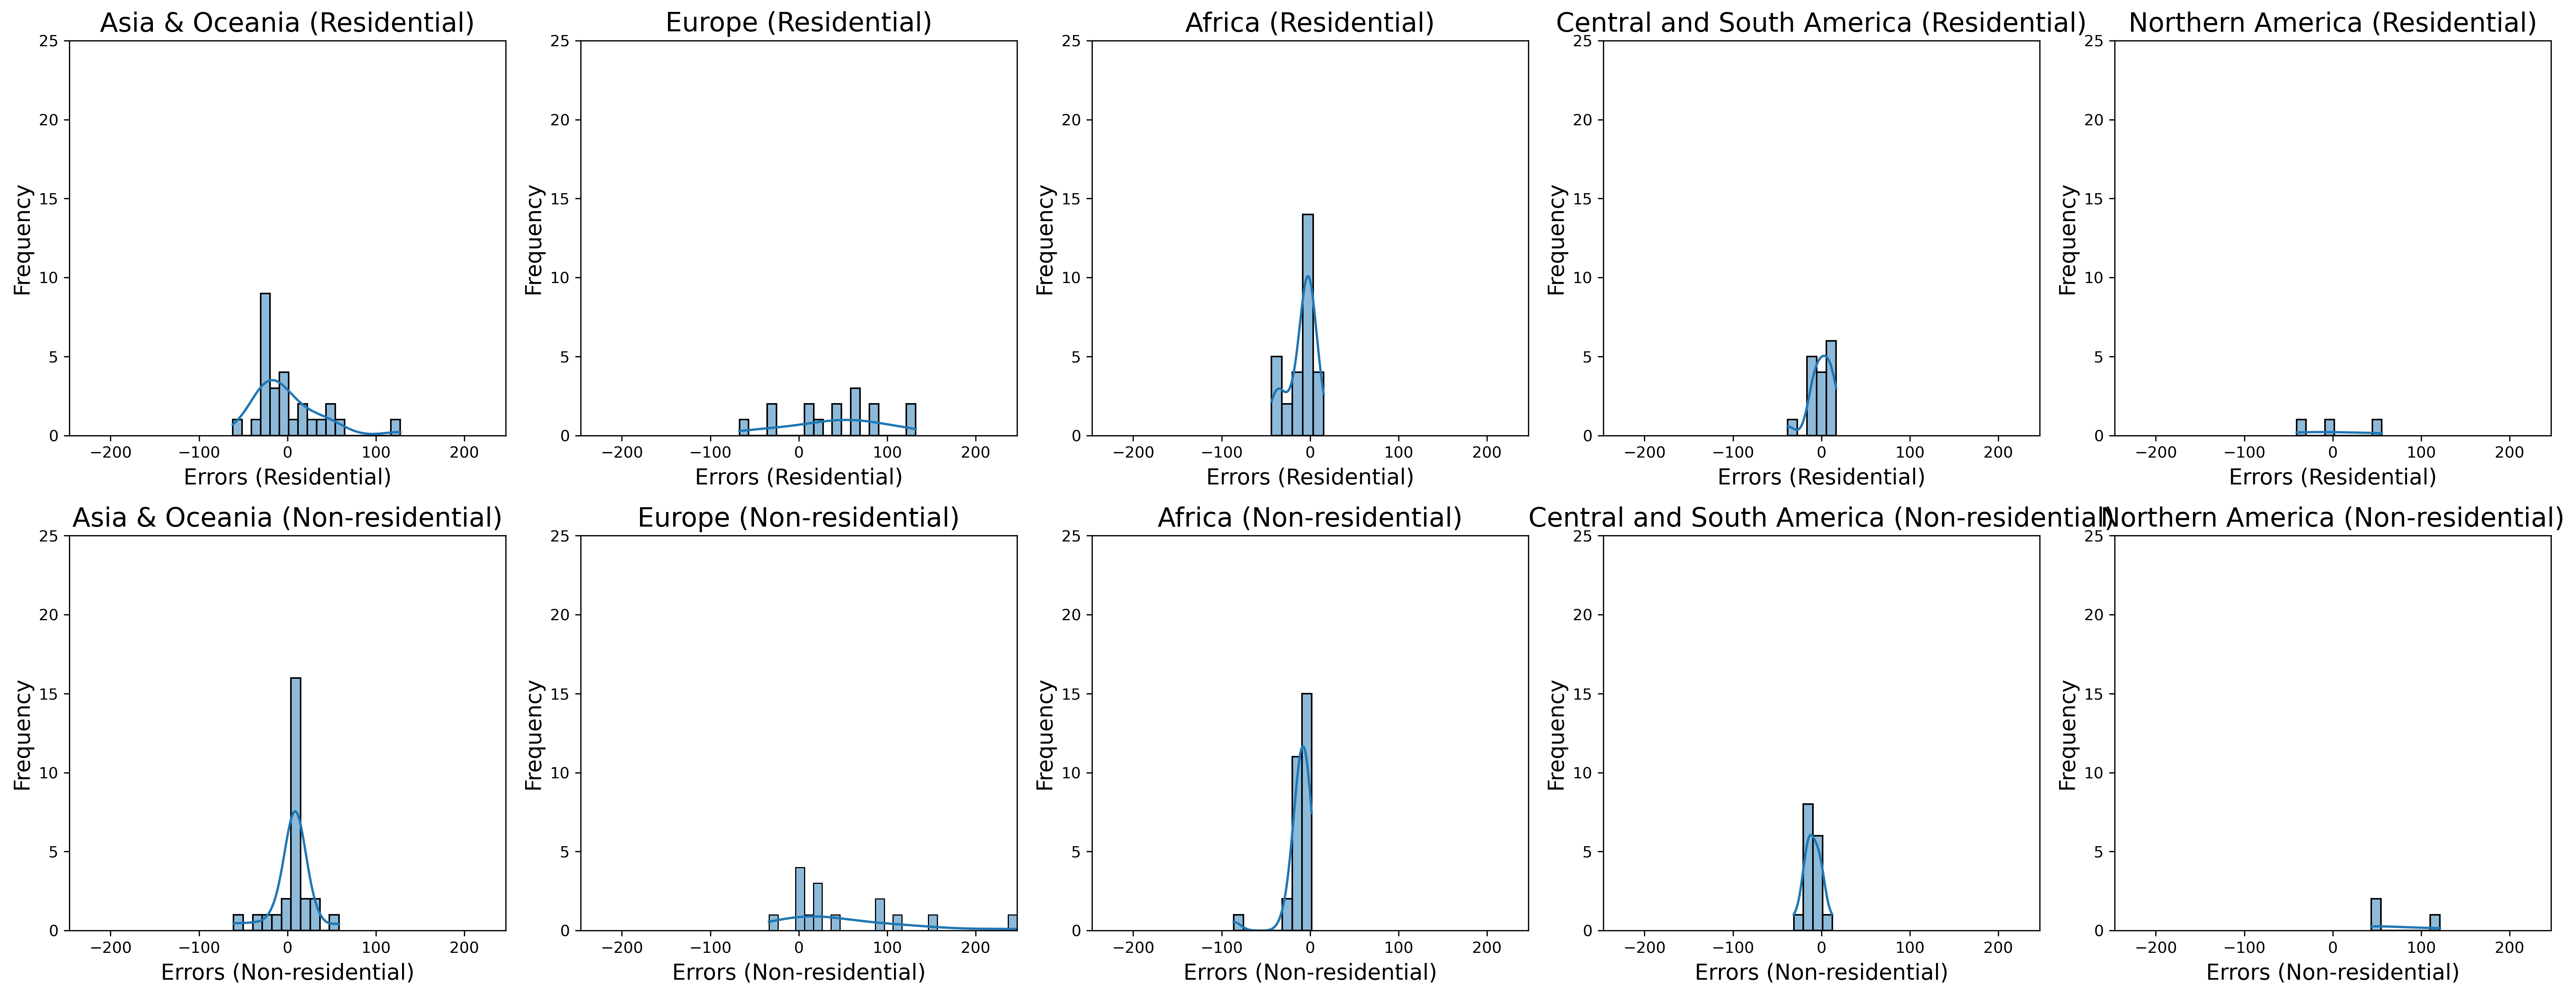 Asia & Oceania (Residential)
25
20
15
10
5
0
Frequency
−200 −100 0 100 200
Errors (Residential)
Europe (Residential)
25
20
15
10
5
0
Frequency
−200 −100 0 100 200
Errors (Residential)
Africa (Residential)
25
20
15
10
5
0
Frequency
−200 −100 0 100 200
Errors (Residential)
Central and South America (Residential)
25
20
15
10
5
0
Frequency
−200 −100 0 100 200
Errors (Residential)
Northern America (Residential)
25
20
15
10
5
0
Frequency
−200 −100 0 100 200
Errors (Residential)
Asia & Oceania (Non-residential)
25
20
15
10
5
0
Frequency
−200 −100 0 100 200
Errors (Non-residential)
Europe (Non-residential)
25
20
15
10
5
0
Frequency
−200 −100 0 100 200
Errors (Non-residential)
Africa (Non-residential)
25
20
15
10
5
0
Frequency
−200 −100 0 100 200
Errors (Non-residential)
Central and South America (Non-residential)
25
20
15
10
5
0
Frequency
−200 −100 0 100 200
Errors (Non-residential)
Northern America (Non-residential)
25
20
15
10
5
0
Frequency
−200 −100 0 100 200
Errors (Non-residential)